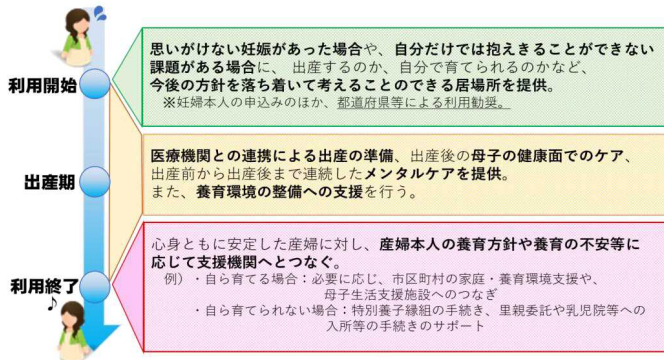 利用開始
思いがけない妊娠があった場合や、自分だけでは抱えきることができない
課題がある場合に、出産するのか、自分で育てられるのかなど、
今後の方針を落ち着いて考えることのできる居場所を提供。
※妊婦本人の申込みのほか、都道府県等による利用勧奨。
出産期
医療機関との連携による出産の準備、出産後の母子の健康面でのケア、
出産前から出産後まで連続したメンタルケアを提供。
また、養育環境の整備への支援を行う。
利用終了
♪
心身ともに安定した産婦に対し、産婦本人の養育方針や養育の不安等に
応じて支援機関へとつなぐ。
例）・自ら育てる場合：必要に応じ、市区町村の家庭・養育環境支援や、
母子生活支援施設へのつなぎ
・自ら育てられない場合：特別養子縁組の手続き、里親委託や乳児院等への
入所等の手続きのサポート